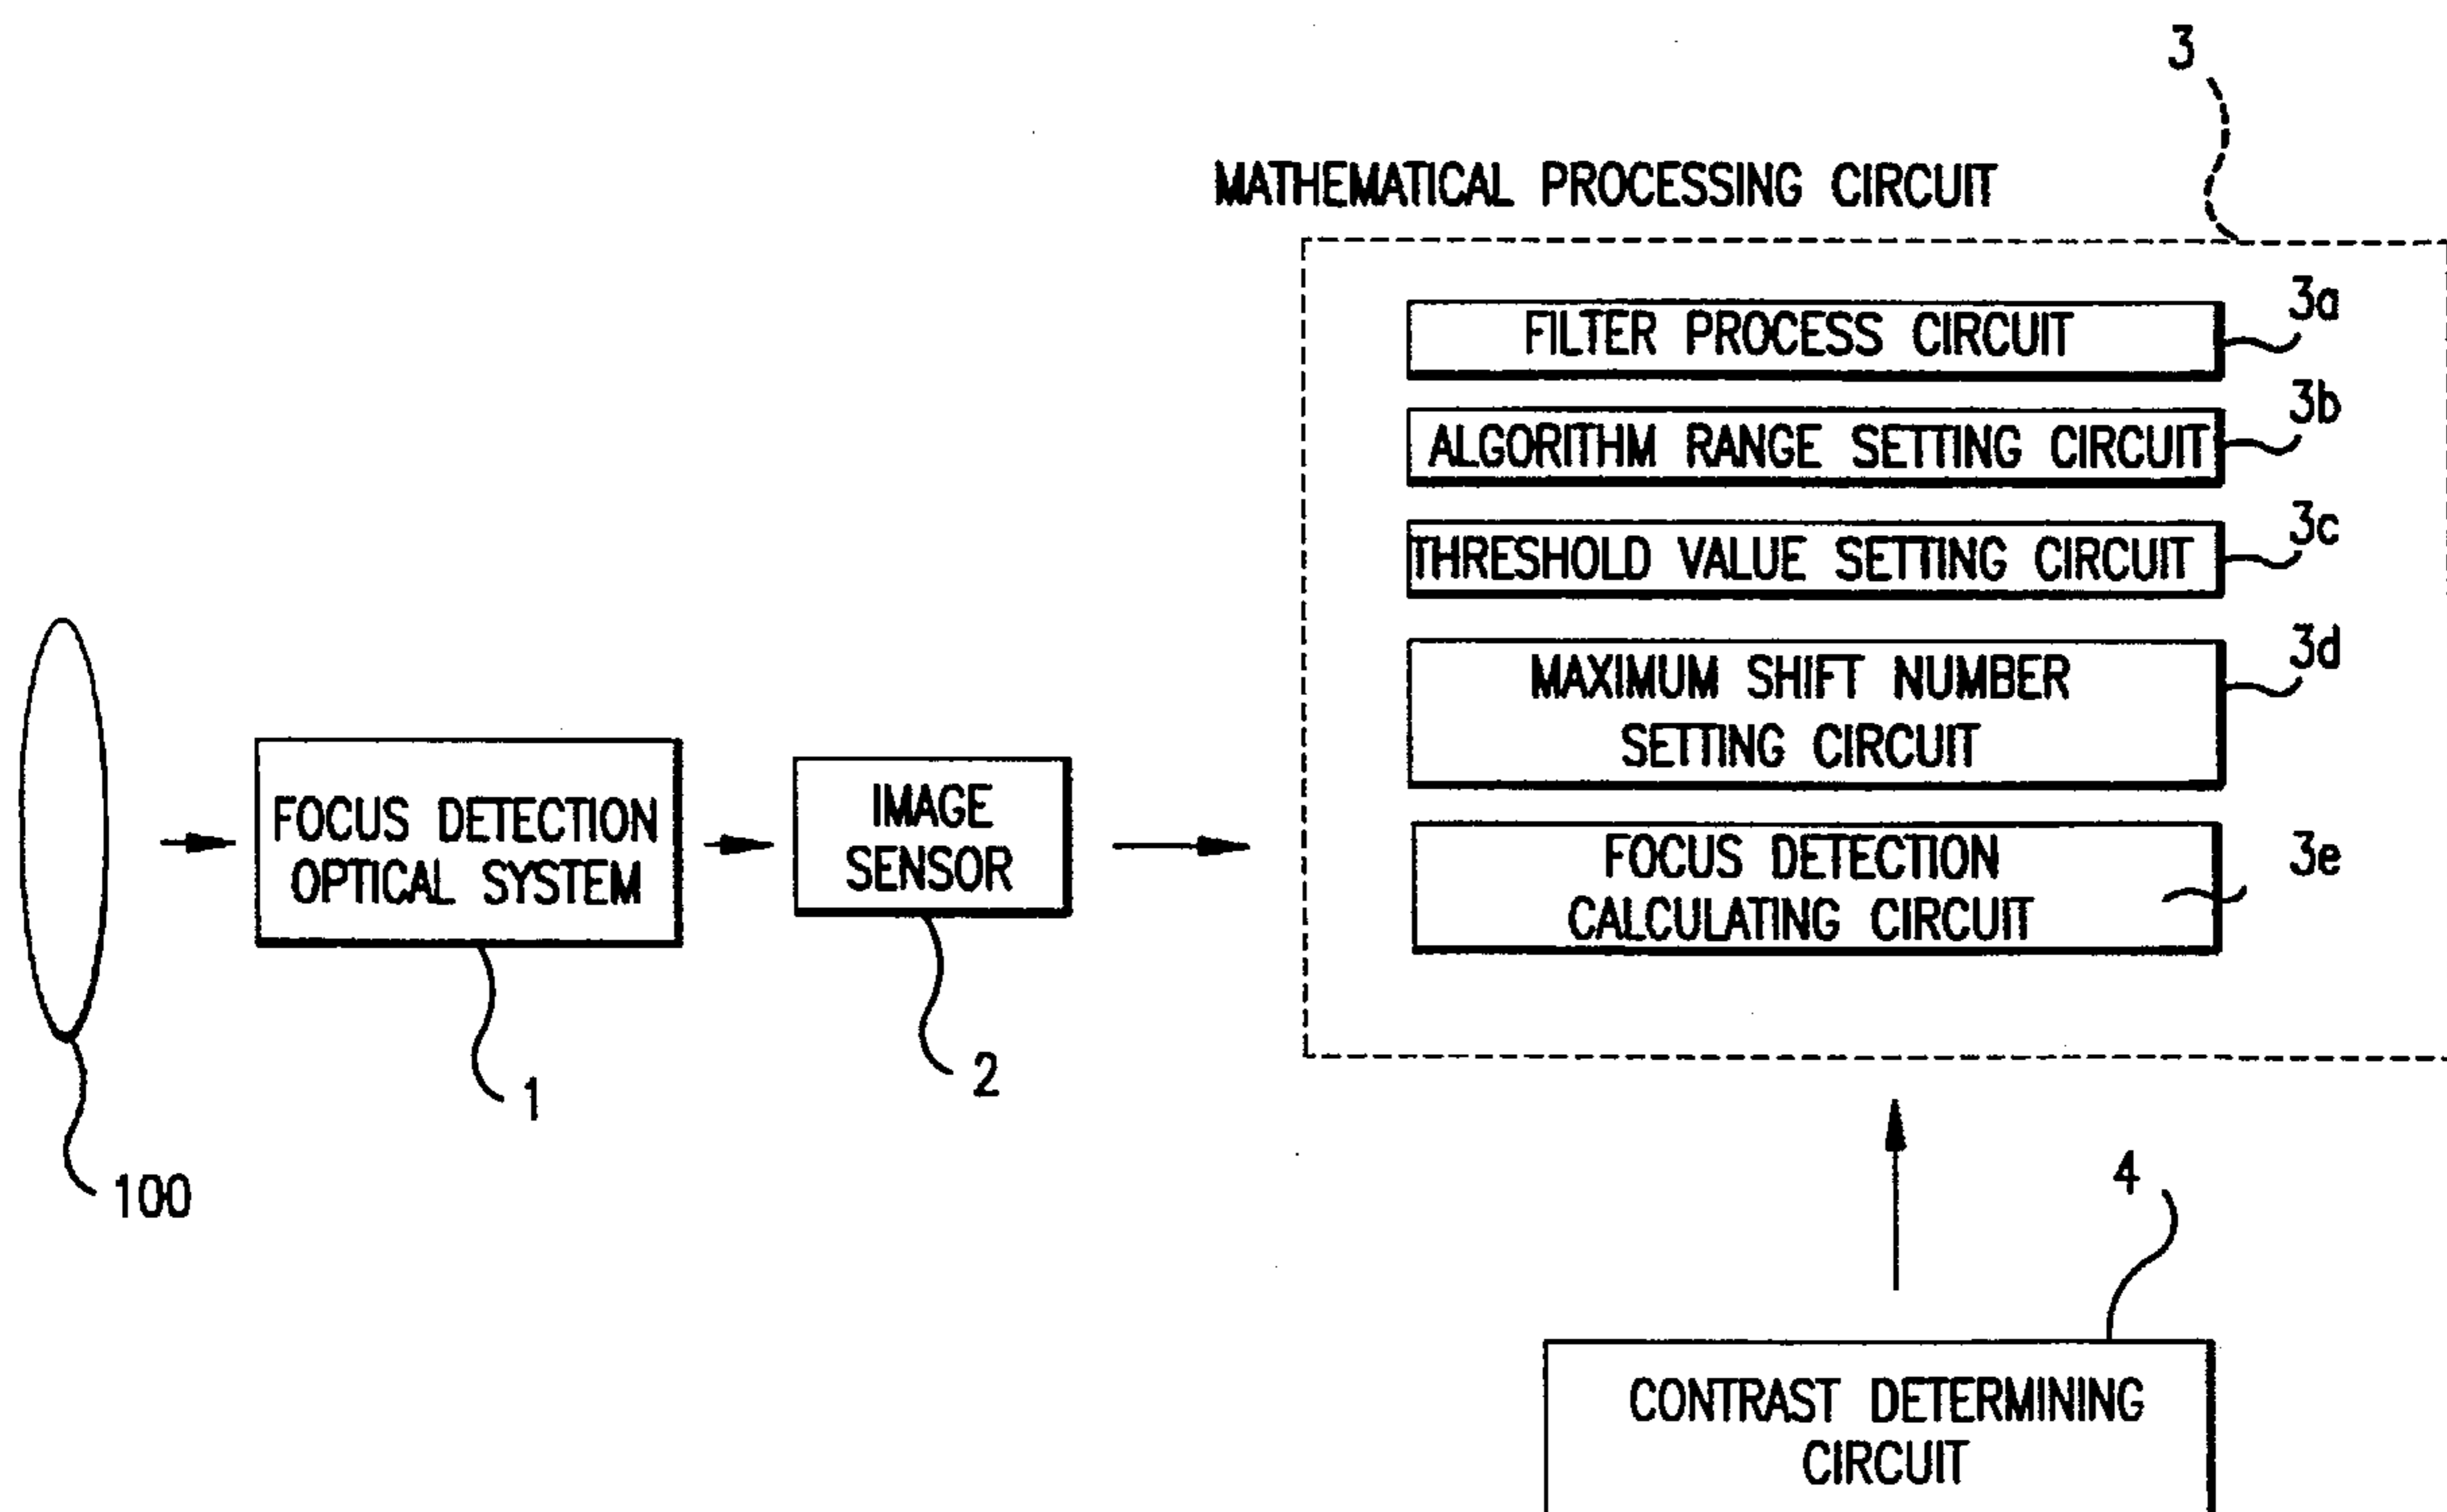 3
MATHEMATICAL PROCESSING CIRCUIT
FILTER PROCESS CIRCUIT
3a
ALGORITHM RANGE SETTING CIRCUIT
3b
THRESHOLD VALUE SETTING CIRCUIT
3c
MAXIMUM SHIFT NUMBER
SETTING CIRCUIT
3d
FOCUS DETECTION
CALCULATING CIRCUIT
3e
FOCUS DETECTION
OPTICAL SYSTEM
IMAGE
SENSOR
1
2
100
4
CONTRAST DETERMINING
CIRCUIT